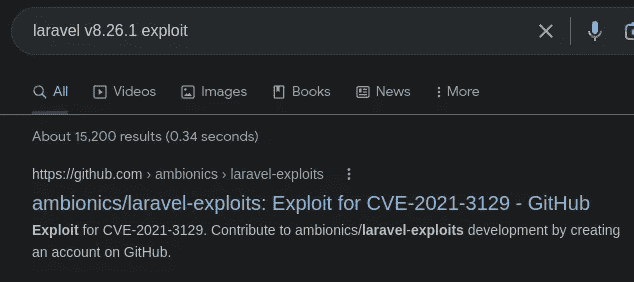 laravel v8.26.1 exploit
All Videos Images Books News More
About 15,200 results (0.34 seconds)
https://github.com › ambionics › laravel-exploits
ambionics/laravel-exploits: Exploit for CVE-2021-3129 - GitHub
Exploit for CVE-2021-3129. Contribute to ambionics/laravel-exploits development by creating
an account on GitHub.